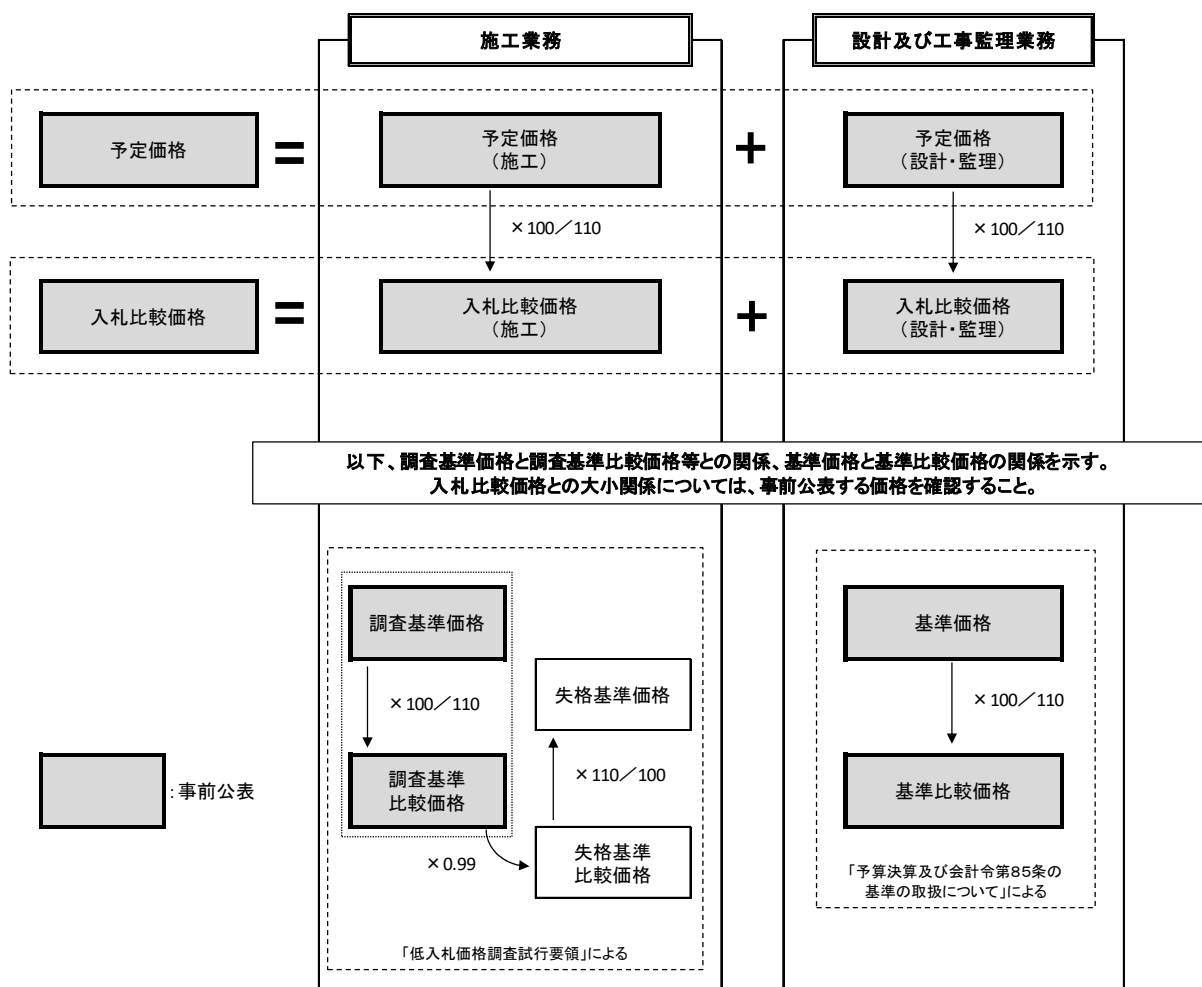 施工業務
設計及び工事監理業務
予定価格
=
予定価格
（施工）
+
予定価格
（設計・監理）
×100／110
×100／110
入札比較価格
=
入札比較価格
（施工）
+
入札比較価格
（設計・監理）
以下、調査基準価格と調査基準比較価格等との関係、基準価格と基準比較価格の関係を示す。
入札比較価格との大小関係については、事前公表する価格を確認すること。
調査基準価格
×100／110
調査基準
比較価格
×0.99
失格基準価格
×110／100
失格基準
比較価格
「低入札価格調査試行要領」による
基準価格
×100／110
基準比較価格
「予算決算及び会計令第85条の
基準の取扱について」による
：事前公表